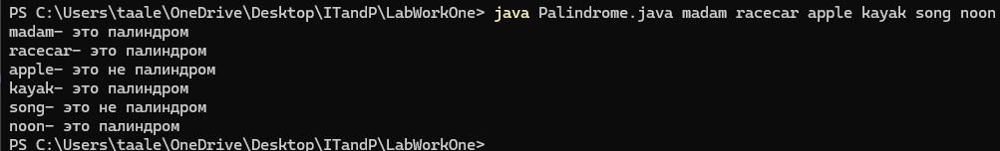 PS C:\Users\taale\OneDrive\Desktop\ITandP\LabWorkOne> java Palindrome.java madam racecar apple kayak song noon
madam- это палиндром
racecar- это палиндром
apple- это не палиндром
kayak- это палиндром
song- это не палиндром
noon- это палиндром
PS C:\Users\taale\OneDrive\Desktop\ITandP\LabWorkOne>